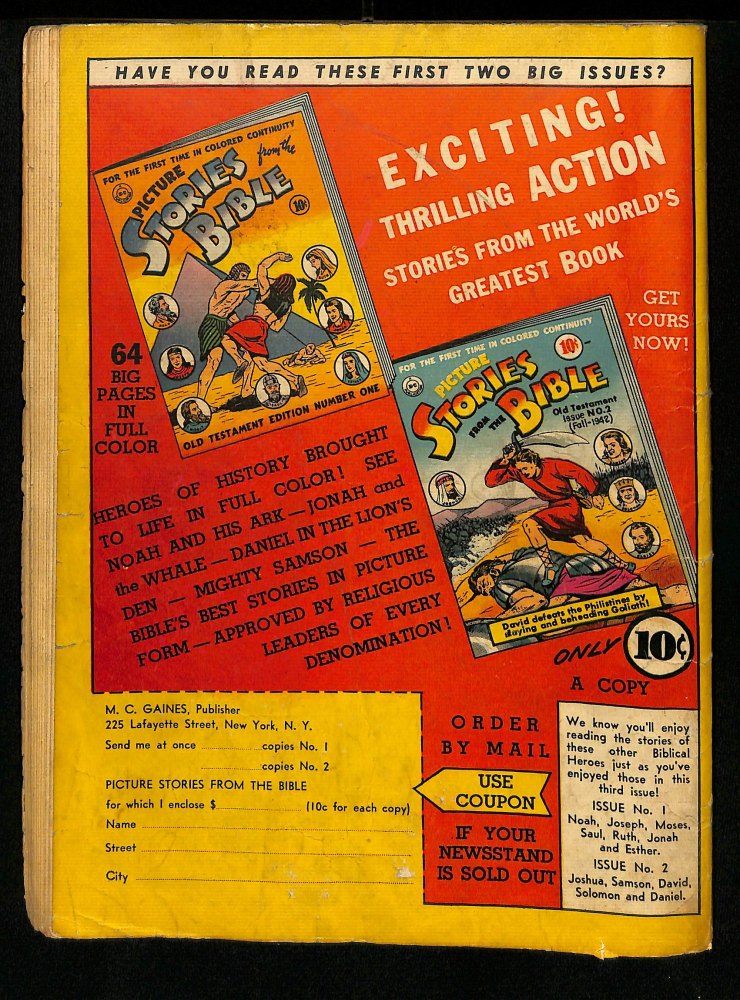 HAVE YOU READ THESE FIRST TWO BIG ISSUES?
FOR THE FIRST TIME IN COLORED CONTINUITY
PICTURE
STORIES
from the
BIBLE
10¢
OLD TESTAMENT EDITION NUMBER ONE
EXCITING!
THRILLING ACTION
STORIES FROM THE WORLD'S
GREATEST BOOK
GET
YOURS
NOW!
64
BIG
PAGES
IN
FULL
COLOR
FOR THE FIRST TIME IN COLORED CONTINUITY
10¢
PICTURE
STORIES
FROM THE
BIBLE
Old Testament
Issue NO.2
(Fall-1942)
David defeats the Philistines by
slaying and beheading Goliath!
HEROES OF HISTORY BROUGHT
TO LIFE IN FULL COLOR! SEE
NOAH AND HIS ARK — JONAH and
the WHALE — DANIEL IN THE LION'S
DEN — MIGHTY SAMSON — THE
BIBLE'S BEST STORIES IN PICTURE
FORM — APPROVED BY RELIGIOUS
LEADERS OF EVERY
DENOMINATION!
ONLY 10¢
A COPY
M. C. GAINES, Publisher
225 Lafayette Street, New York, N. Y.
Send me at once ............ copies No. 1
............ copies No. 2
PICTURE STORIES FROM THE BIBLE
for which I enclose $............ (10c for each copy)
Name
Street
City
ORDER
BY MAIL
USE
COUPON
IF YOUR
NEWSSTAND
IS SOLD OUT
We know you'll enjoy
reading the stories of
these other Biblical
Heroes just as you've
enjoyed those in this
third issue!
ISSUE No. 1
Noah, Joseph, Moses,
Saul, Ruth, Jonah
and Esther.
ISSUE No. 2
Joshua, Samson, David,
Solomon and Daniel.